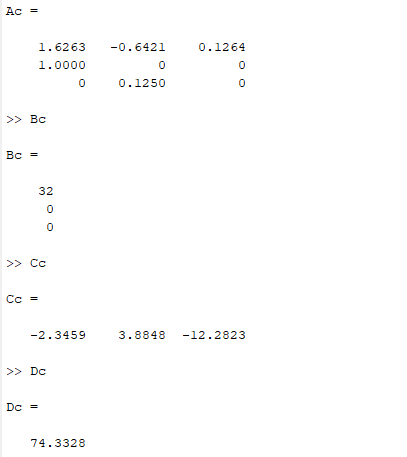 Ac =
1.6263 -0.6421 0.1264
1.0000 0 0
0 0.1250 0
>> Bc
Bc =
32
0
0
>> Cc
Cc =
-2.3459 3.8848 -12.2823
>> Dc
Dc =
74.3328